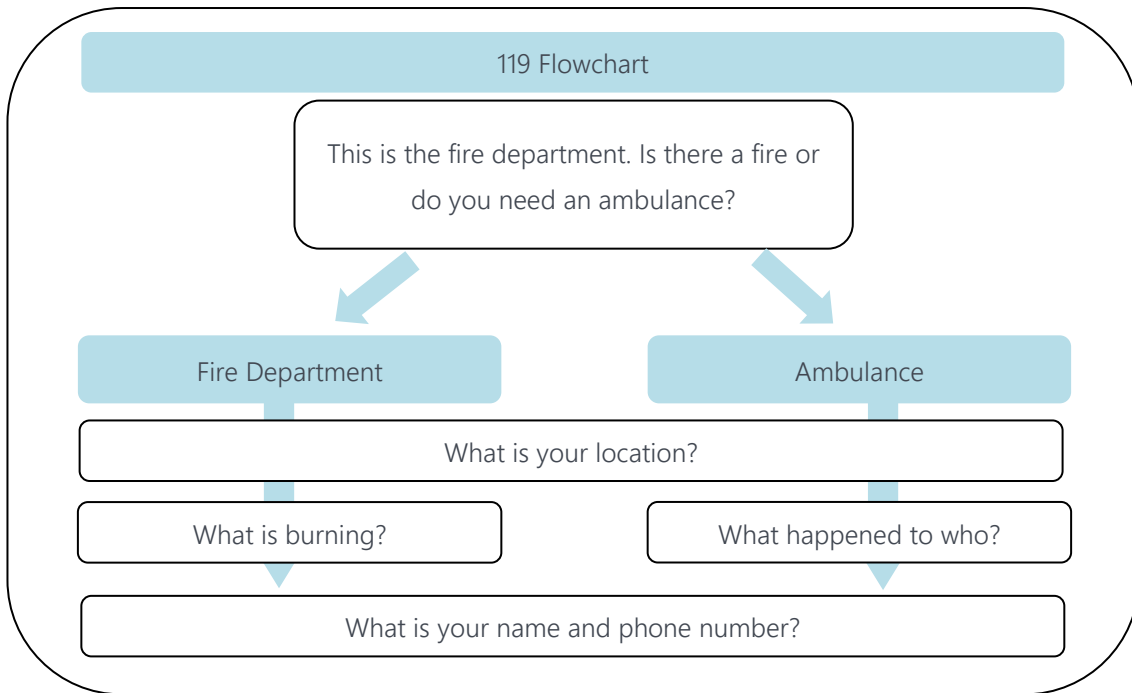 119 Flowchart
This is the fire department. Is there a fire or
do you need an ambulance?
Fire Department
Ambulance
What is your location?
What is burning?
What happened to who?
What is your name and phone number?